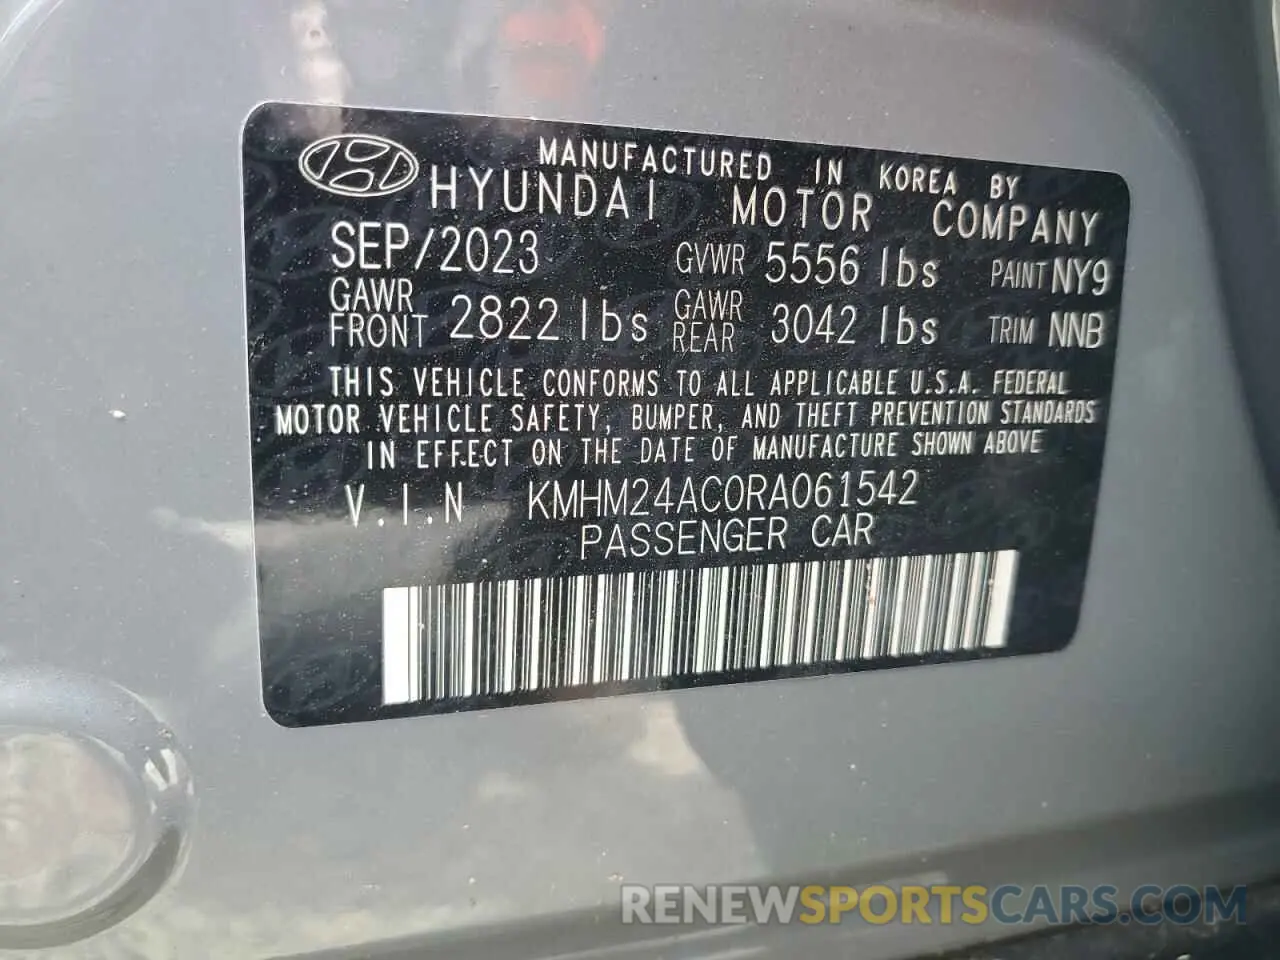 MANUFACTURED IN KOREA BY
HYUNDAI MOTOR COMPANY
SEP/2023 GVWR 5556 lbs PAINT NY9
GAWR FRONT 2822 lbs GAWR REAR 3042 lbs TRIM NNB
THIS VEHICLE CONFORMS TO ALL APPLICABLE U.S.A. FEDERAL
MOTOR VEHICLE SAFETY, BUMPER, AND THEFT PREVENTION STANDARDS
IN EFFECT ON THE DATE OF MANUFACTURE SHOWN ABOVE
V.I.N KMHM24AC0RA061542
PASSENGER CAR
RENEWSPORTSCARS.COM